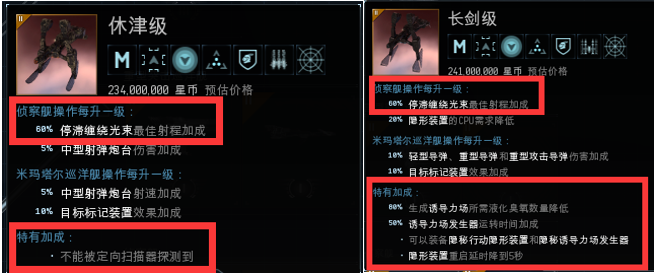 休津级
M
234,000,000 星币 预估价格
侦察舰操作每升一级：
60% 停滞缠绕光束最佳射程加成
5% 中型射弹炮台伤害加成
米玛塔尔巡洋舰操作每升一级：
5% 中型射弹炮台射速加成
10% 目标标记装置效果加成
特有加成：
· 不能被定向扫描器探测到
长剑级
M
241,000,000 星币 预估价格
侦察舰操作每升一级：
60% 停滞缠绕光束最佳射程加成
20% 隐形装置的CPU需求降低
米玛塔尔巡洋舰操作每升一级：
10% 轻型导弹、重型导弹和重型攻击导弹伤害加成
10% 目标标记装置效果加成
特有加成：
80% 生成诱导力场所需液化臭氧数量降低
50% 诱导力场发生器运转时间加成
· 可以装备隐秘行动隐形装置和隐秘诱导力场发生器
· 隐形装置重启延时降到5秒